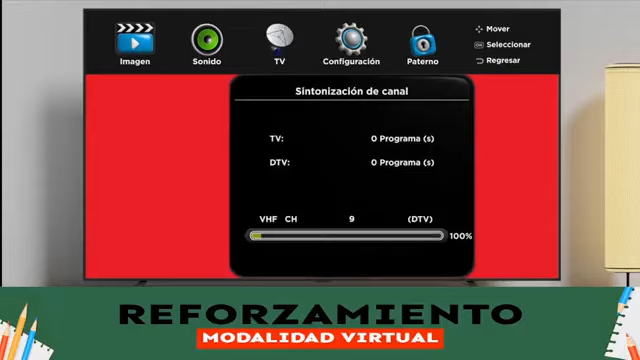 Imagen Sonido TV Configuración Paterno
Mover
Seleccionar
Regresar
Sintonización de canal
TV: 0 Programa (s)
DTV: 0 Programa (s)
VHF CH 9 (DTV)
100%
REFORZAMIENTO
MODALIDAD VIRTUAL